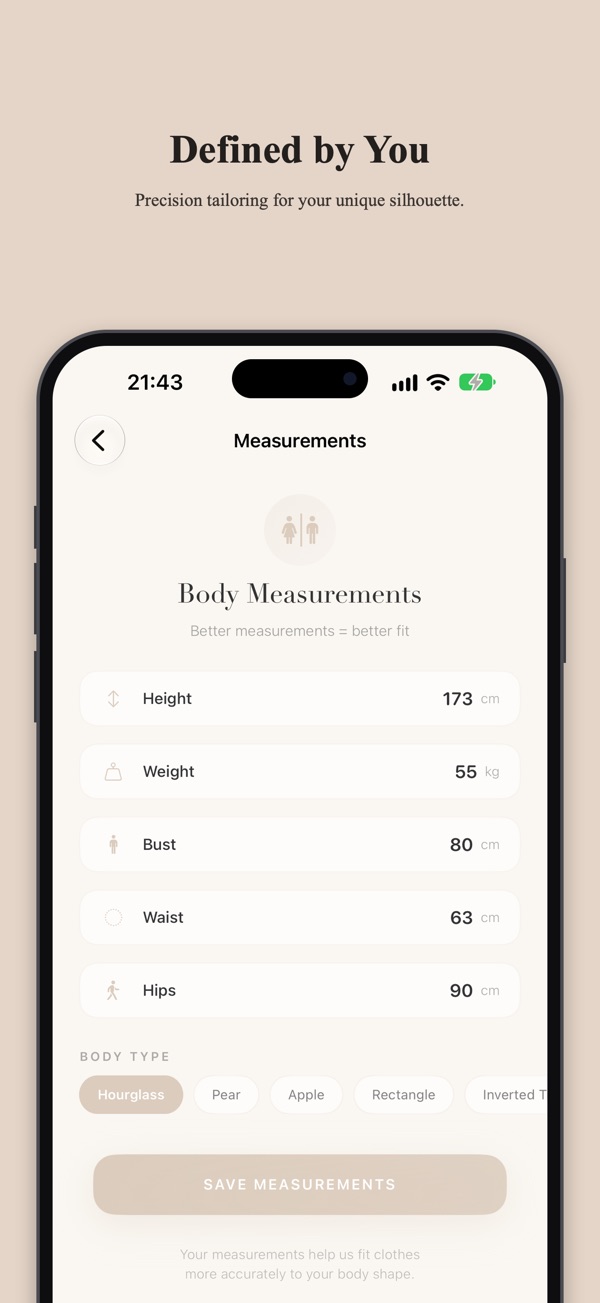 Defined by You
Precision tailoring for your unique silhouette.
21:43
Measurements
Body Measurements
Better measurements = better fit
Height 173 cm
Weight 55 kg
Bust 80 cm
Waist 63 cm
Hips 90 cm
BODY TYPE
Hourglass Pear Apple Rectangle Inverted T
SAVE MEASUREMENTS
Your measurements help us fit clothes
more accurately to your body shape.